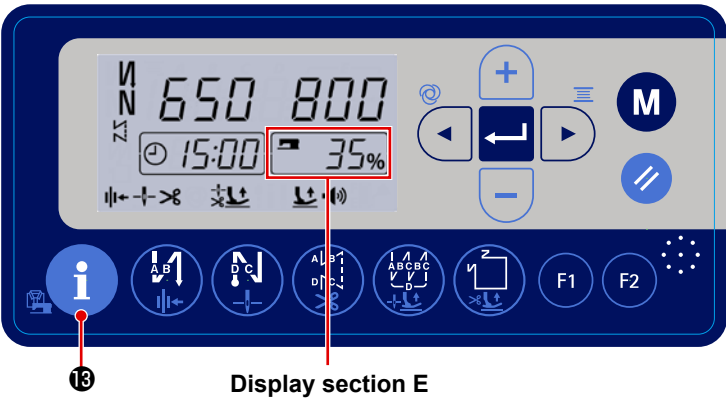 650 800
15:00 35%
+
M
−
i
A B
D C
A B
D C
A B C B C
D
F1
F2
⓭
Display section E